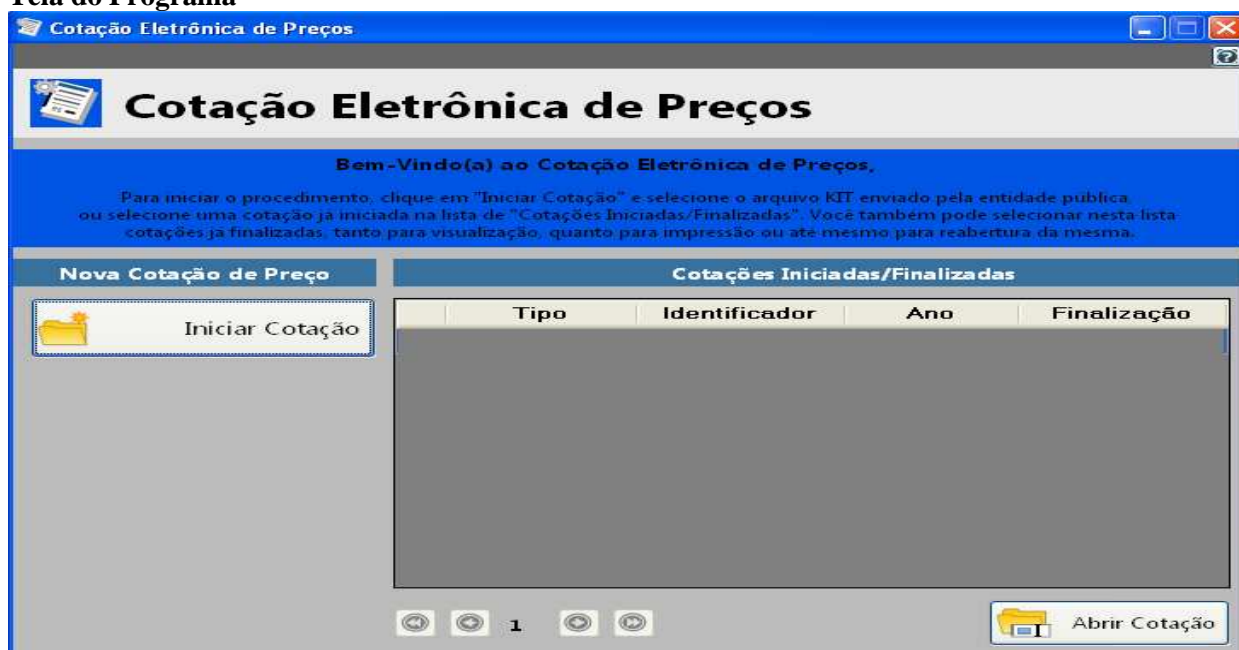 Tela do Programa
Cotação Eletrônica de Preços
Cotação Eletrônica de Preços
Bem-Vindo(a) ao Cotação Eletrônica de Preços,
Para iniciar o procedimento, clique em "Iniciar Cotação" e selecione o arquivo KIT enviado pela entidade pública,
ou selecione uma cotação já iniciada na lista de "Cotações Iniciadas/Finalizadas". Você também pode selecionar nesta lista
cotações já finalizadas, tanto para visualização, quanto para impressão ou até mesmo para reabertura da mesma.
Nova Cotação de Preço
Cotações Iniciadas/Finalizadas
Iniciar Cotação
Tipo Identificador Ano Finalização
1
Abrir Cotação